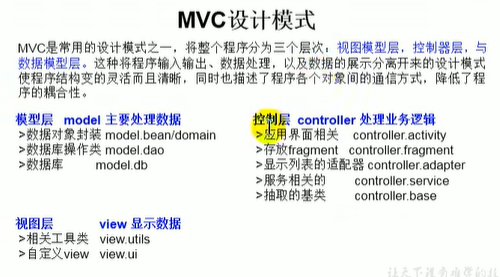 MVC设计模式
MVC是常用的设计模式之一，将整个程序分为三个层次：视图模型层，控制器层，与
数据模型层。这种将程序输入输出、数据处理，以及数据的展示分离开来的设计模式
使程序结构变的灵活而且清晰，同时也描述了程序各个对象间的通信方式，降低了程
序的耦合性。
模型层 model 主要处理数据
>数据对象封装 model.bean/domain
>数据库操作类 model.dao
>数据库 model.db
控制层 controller 处理业务逻辑
>应用界面相关 controller.activity
>存放fragment controller.fragment
>显示列表的适配器 controller.adapter
>服务相关的 controller.service
>抽取的基类 controller.base
视图层 view 显示数据
>相关工具类 view.utils
>自定义view view.ui